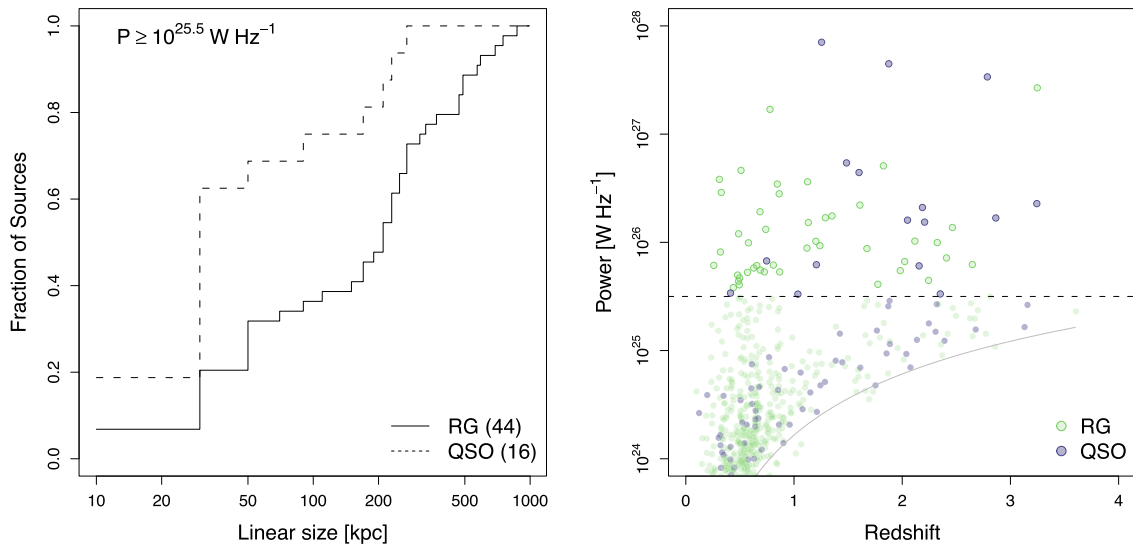 P ≥ 10^25.5 W Hz^−1
Fraction of Sources
1.0
0.8
0.6
0.4
0.2
0.0
RG (44)
QSO (16)
10 20 50 100 200 500 1000
Linear size [kpc]
Power [W Hz^−1]
10^28
10^27
10^26
10^25
10^24
RG
QSO
0 1 2 3 4
Redshift